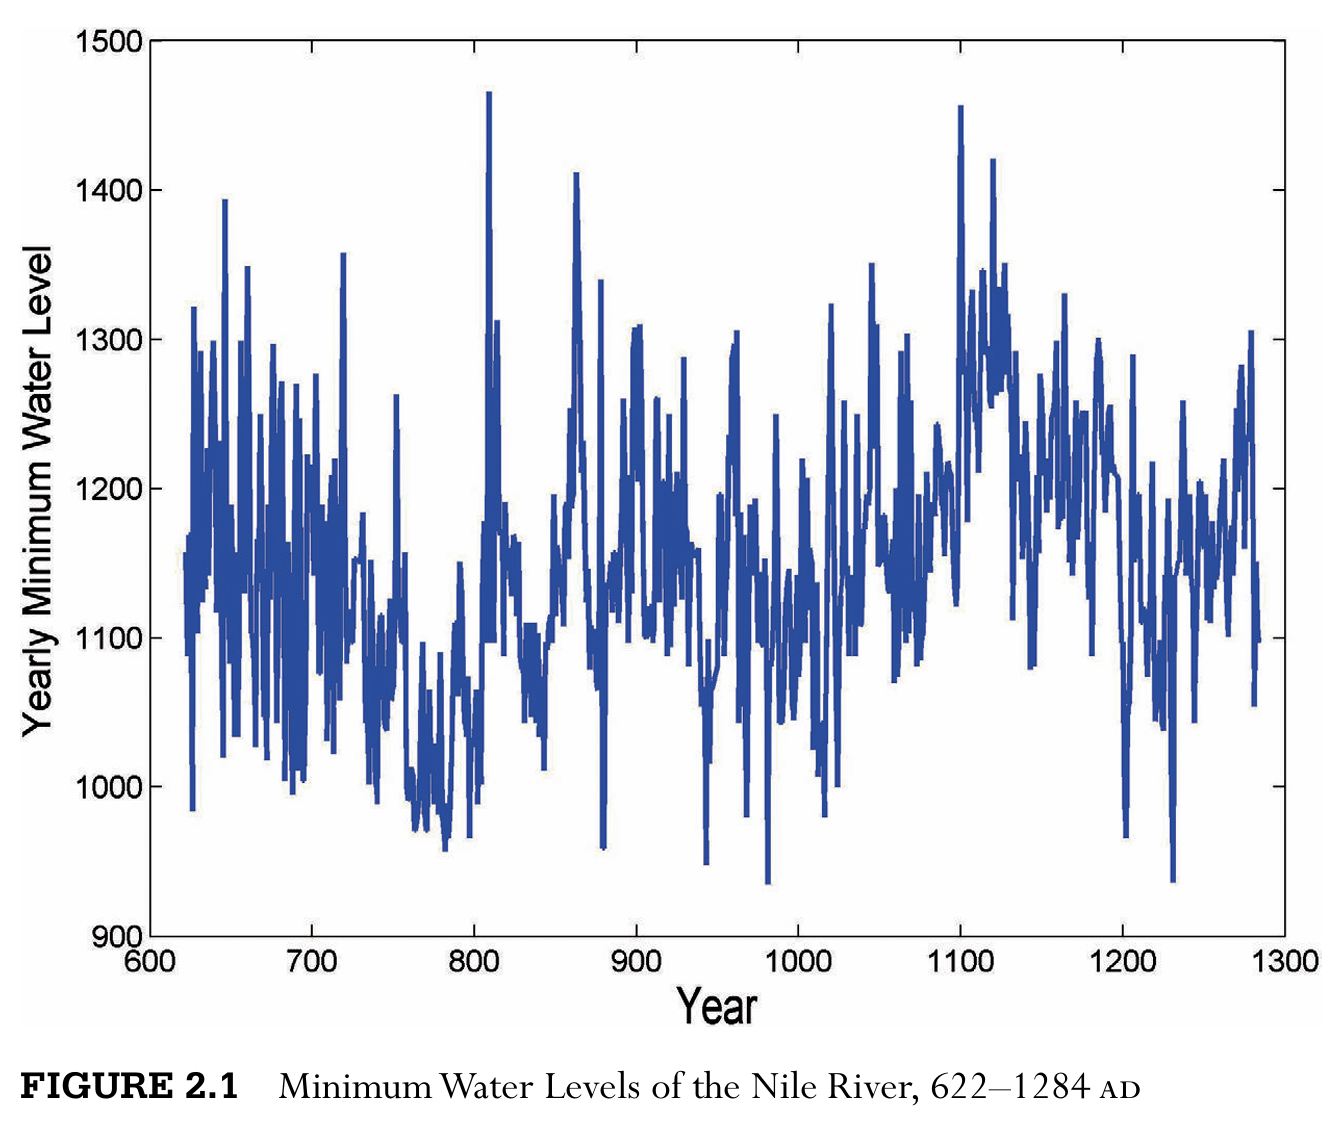 1500
1400
1300
1200
1100
1000
900
Yearly Minimum Water Level
600 700 800 900 1000 1100 1200 1300
Year
FIGURE 2.1 Minimum Water Levels of the Nile River, 622–1284 AD